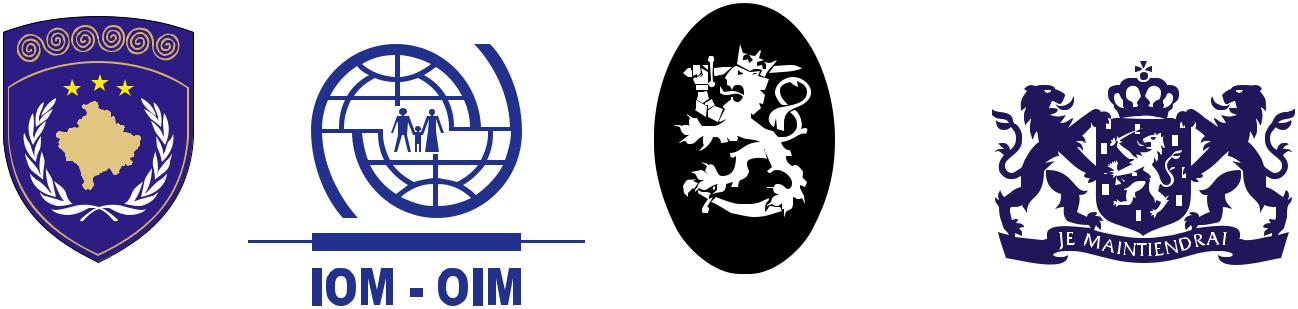 IOM - OIM
JE MAINTIENDRAI